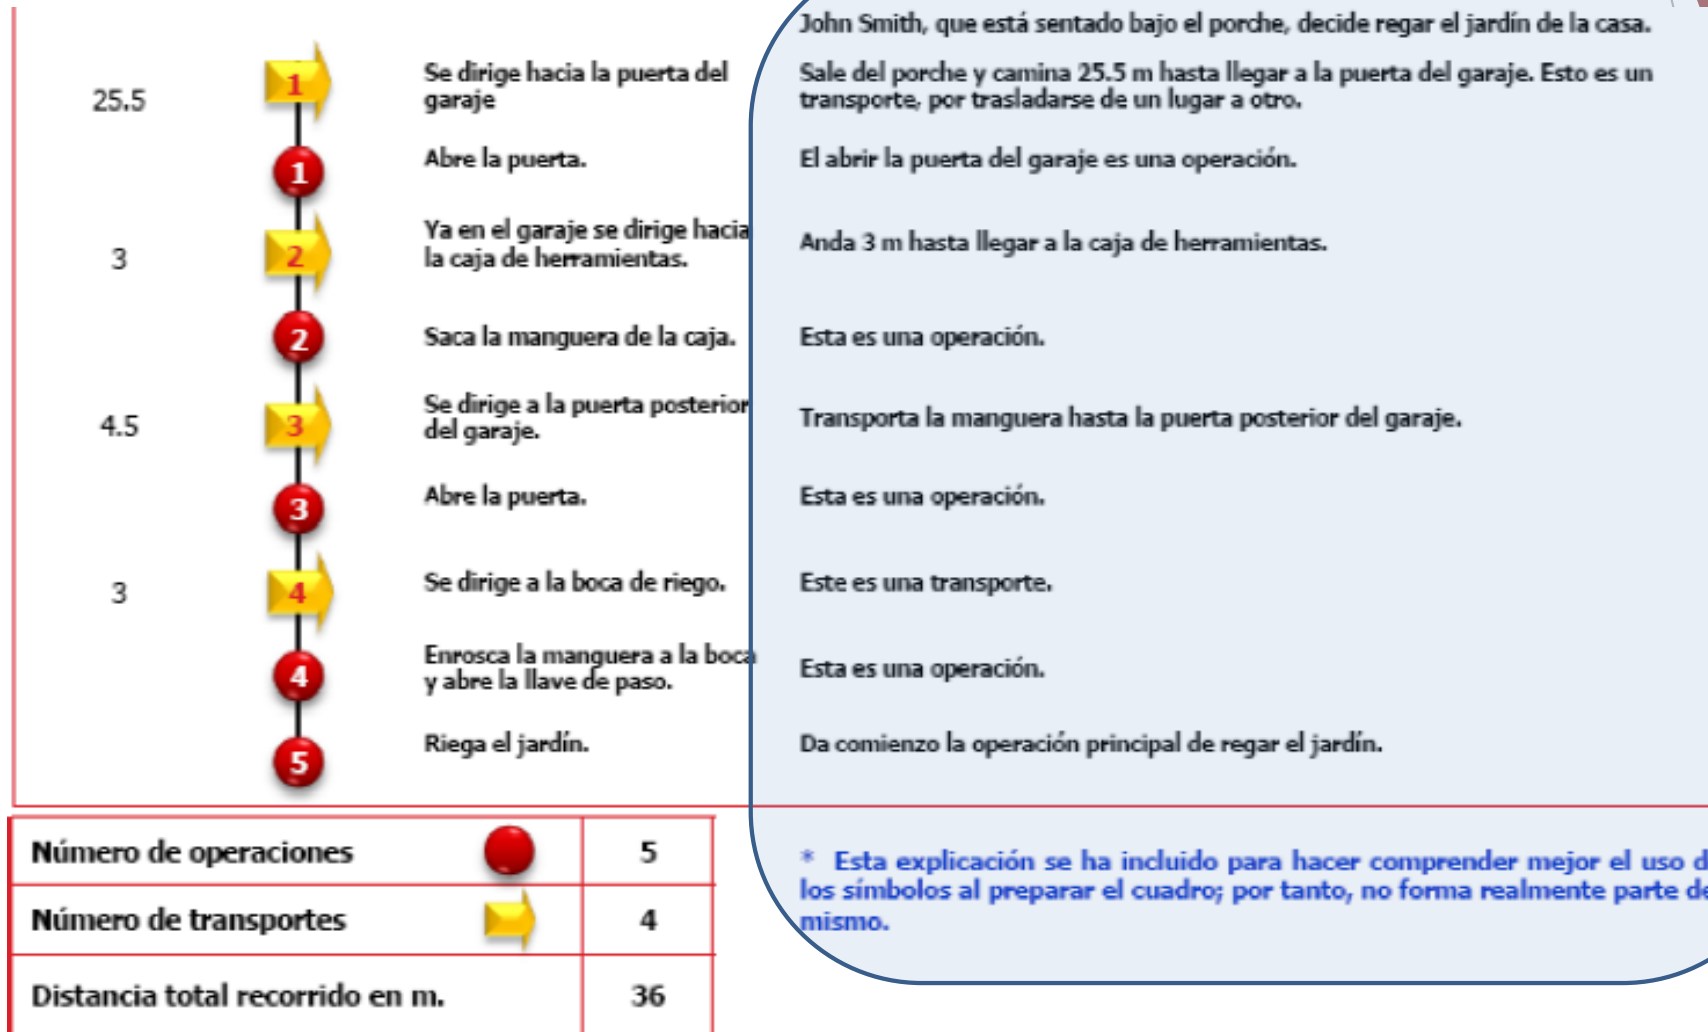 John Smith, que está sentado bajo el porche, decide regar el jardín de la casa.
25.5
1
Se dirige hacia la puerta del
garaje
Sale del porche y camina 25.5 m hasta llegar a la puerta del garaje. Esto es un
transporte, por trasladarse de un lugar a otro.
1
Abre la puerta.
El abrir la puerta del garaje es una operación.
3
2
Ya en el garaje se dirige hacia
la caja de herramientas.
Anda 3 m hasta llegar a la caja de herramientas.
2
Saca la manguera de la caja.
Esta es una operación.
4.5
3
Se dirige a la puerta posterior
del garaje.
Transporta la manguera hasta la puerta posterior del garaje.
3
Abre la puerta.
Esta es una operación.
3
4
Se dirige a la boca de riego.
Este es una transporte.
4
Enrosca la manguera a la boca
y abre la llave de paso.
Esta es una operación.
5
Riega el jardín.
Da comienzo la operación principal de regar el jardín.
Número de operaciones 5
Número de transportes 4
Distancia total recorrido en m. 36
* Esta explicación se ha incluido para hacer comprender mejor el uso
los símbolos al preparar el cuadro; por tanto, no forma realmente parte
mismo.